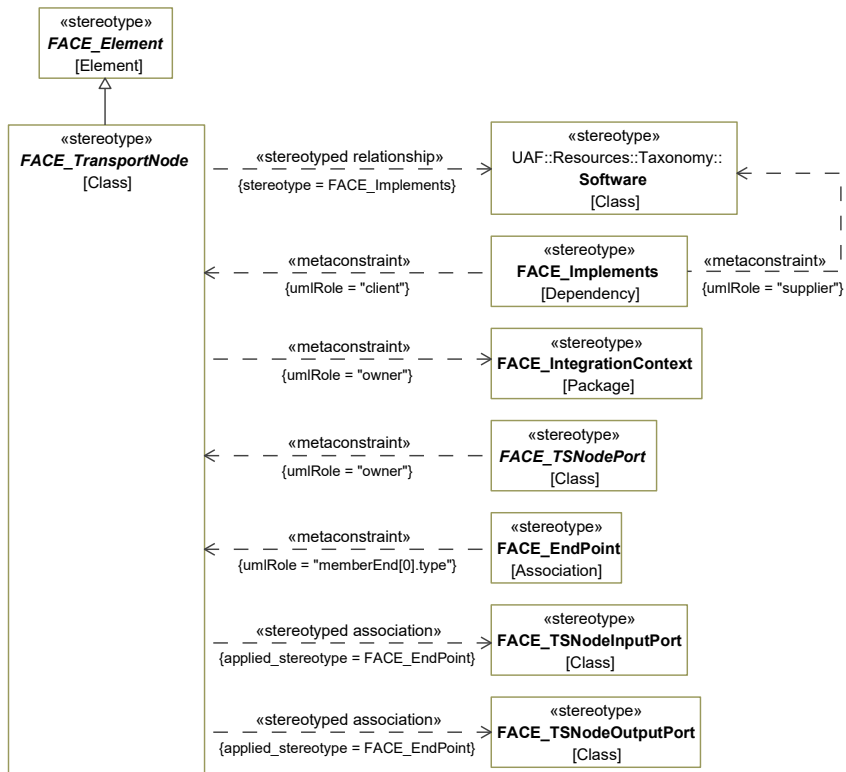 «stereotype»
FACE_Element
[Element]
«stereotype»
FACE_TransportNode
[Class]
«stereotyped relationship»
{stereotype = FACE_Implements}
«stereotype»
UAF::Resources::Taxonomy::
Software
[Class]
«metaconstraint»
{umlRole = "client"}
«stereotype»
FACE_Implements
[Dependency]
«metaconstraint»
{umlRole = "supplier"}
«metaconstraint»
{umlRole = "owner"}
«stereotype»
FACE_IntegrationContext
[Package]
«metaconstraint»
{umlRole = "owner"}
«stereotype»
FACE_TSNodePort
[Class]
«metaconstraint»
{umlRole = "memberEnd[0].type"}
«stereotype»
FACE_EndPoint
[Association]
«stereotyped association»
{applied_stereotype = FACE_EndPoint}
«stereotype»
FACE_TSNodeInputPort
[Class]
«stereotyped association»
{applied_stereotype = FACE_EndPoint}
«stereotype»
FACE_TSNodeOutputPort
[Class]